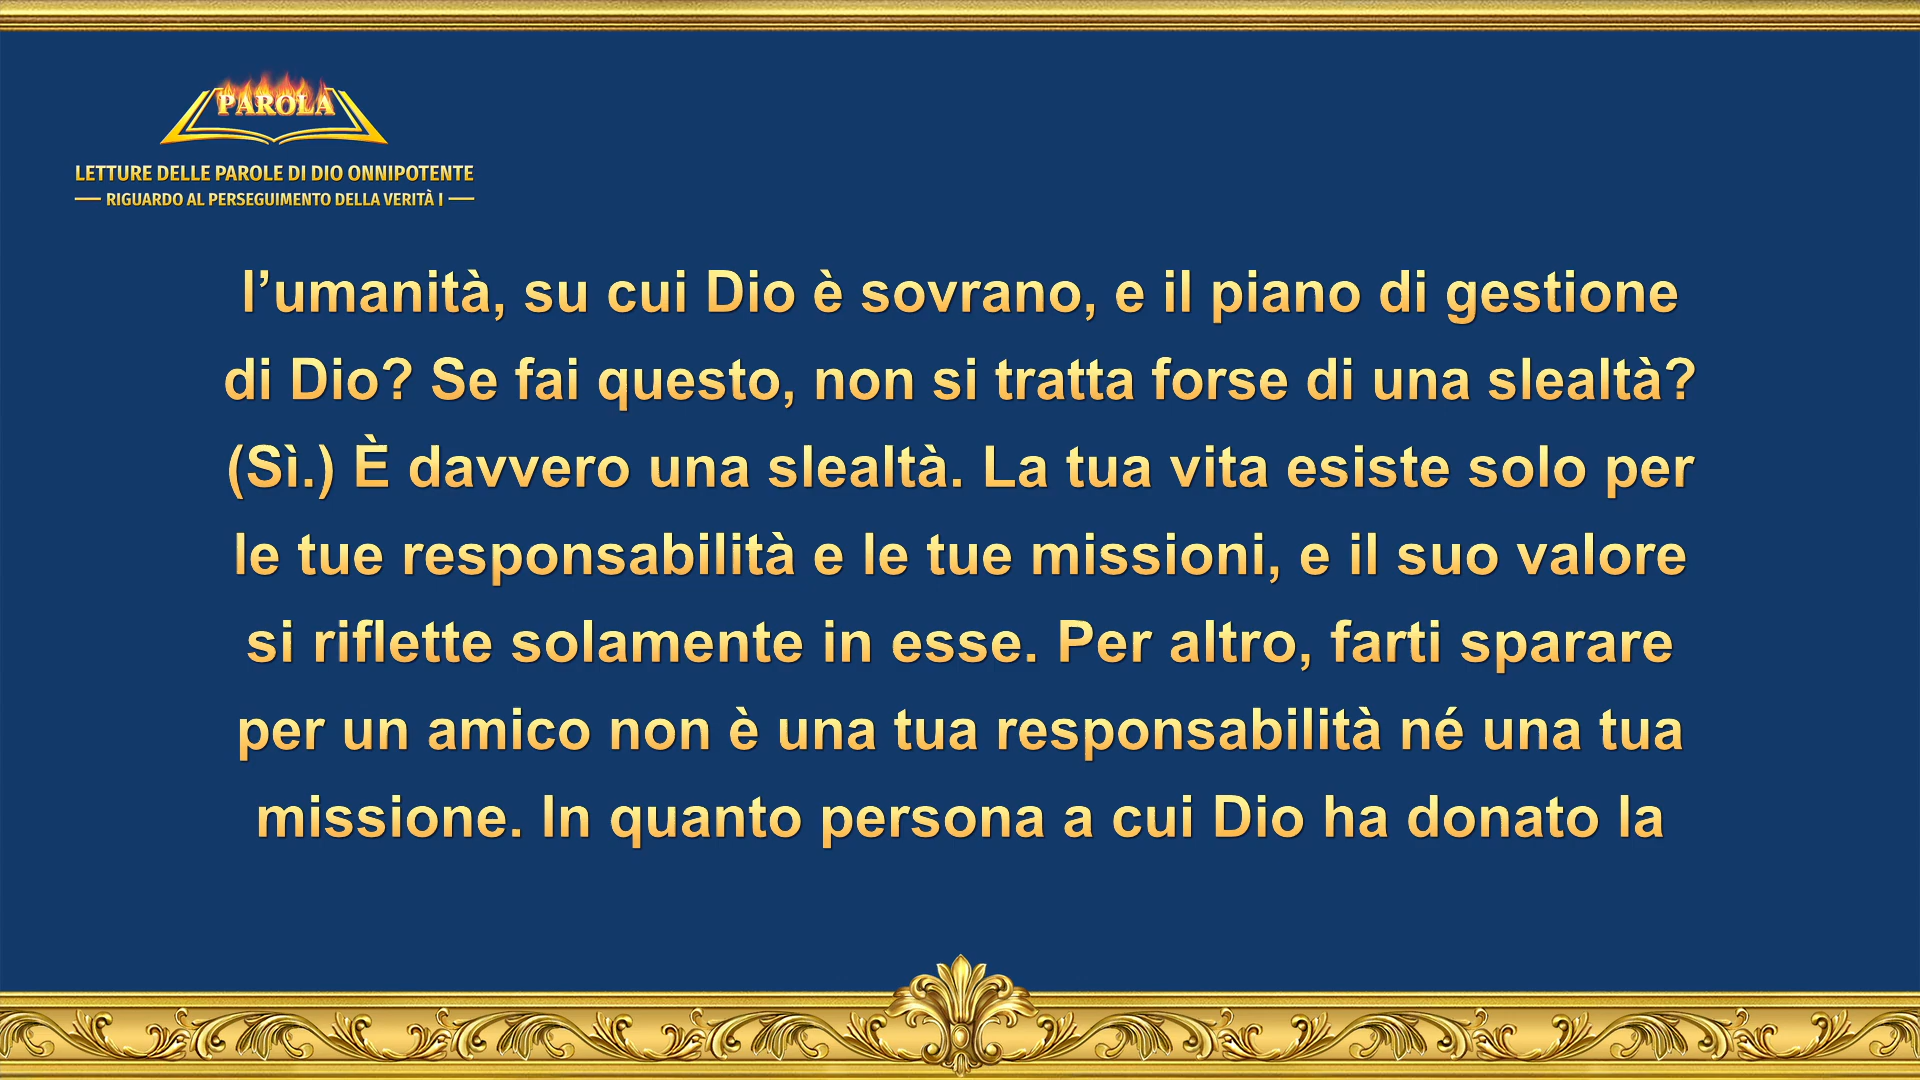 PAROLA
LETTURE DELLE PAROLE DI DIO ONNIPOTENTE
RIGUARDO AL PERSEGUIMENTO DELLA VERITÀ I
l’umanità, su cui Dio è sovrano, e il piano di gestione
di Dio? Se fai questo, non si tratta forse di una slealtà?
(Sì.) È davvero una slealtà. La tua vita esiste solo per
le tue responsabilità e le tue missioni, e il suo valore
si riflette solamente in esse. Per altro, farti sparare
per un amico non è una tua responsabilità né una tua
missione. In quanto persona a cui Dio ha donato la